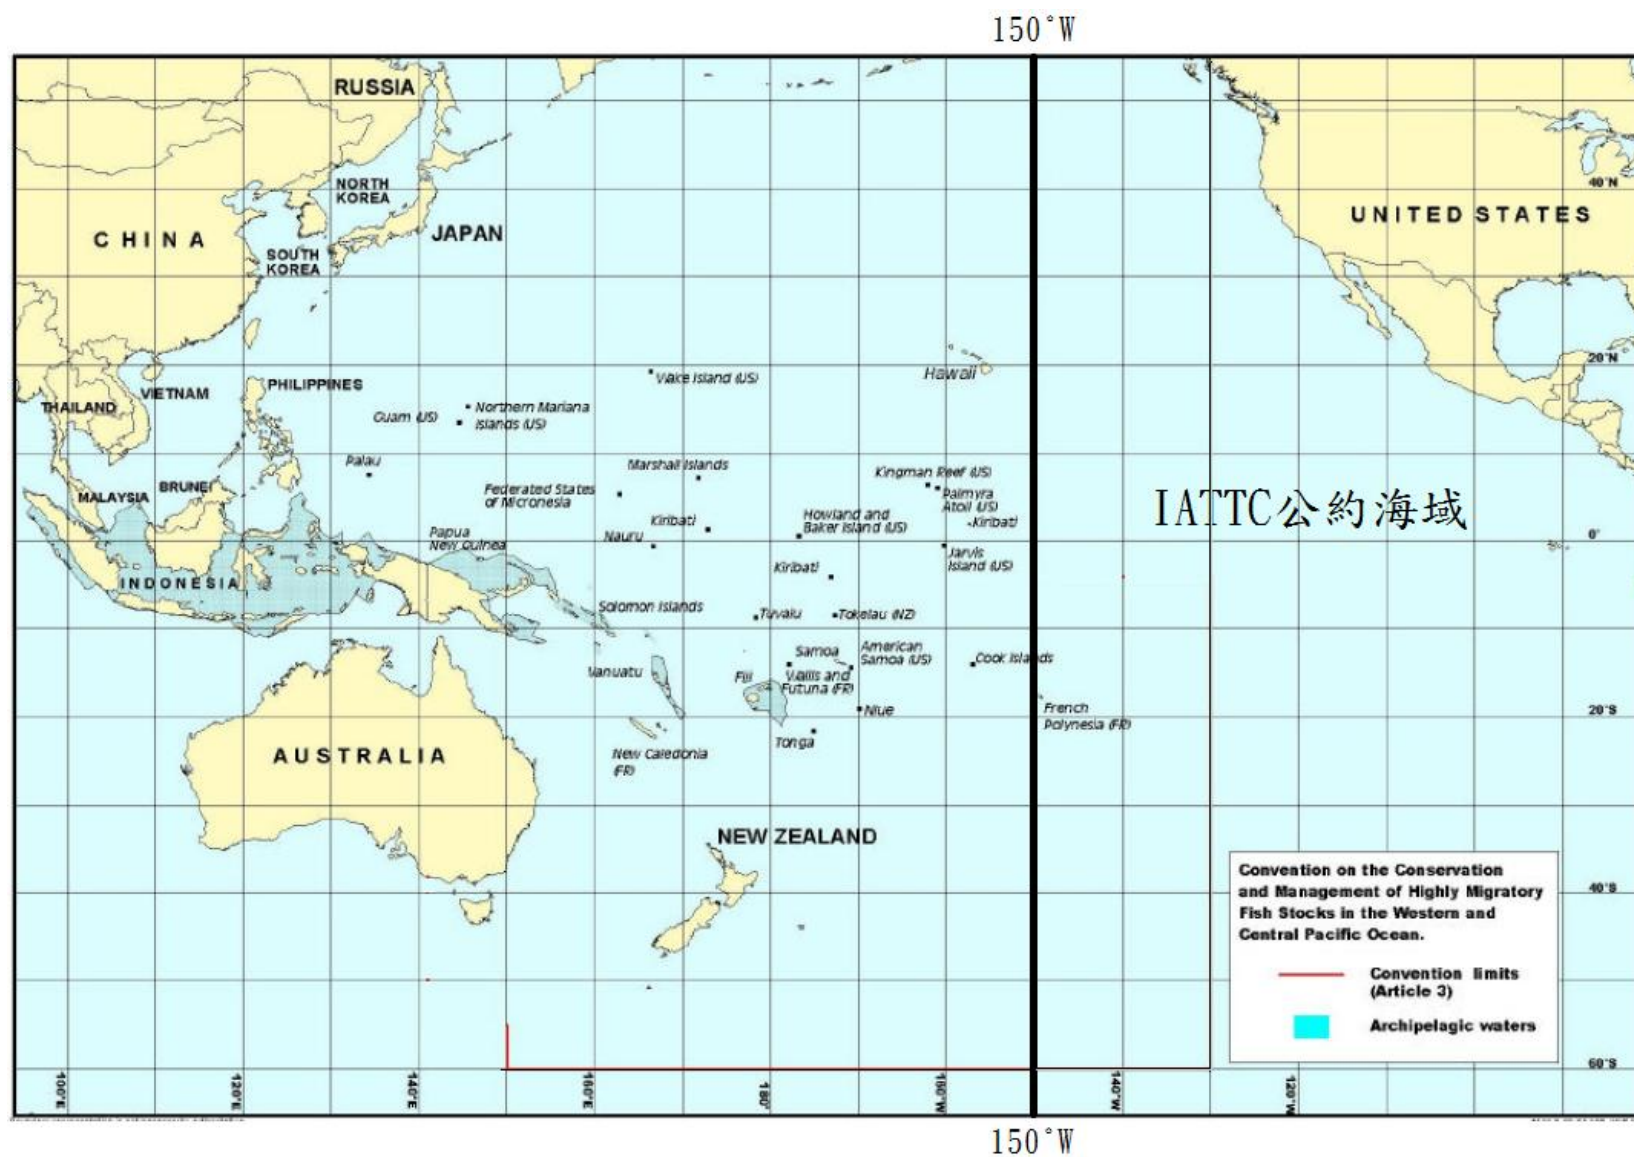 150°W
RUSSIA
NORTH
KOREA
CHINA
JAPAN
SOUTH
KOREA
UNITED STATES
40°N
20°N
Wake Island (US)
Hawaii
PHILIPPINES
VIETNAM
THAILAND
Guam (US)
Northern Mariana
Islands (US)
Palau
Marshall Islands
Kingman Reef (US)
MALAYSIA
BRUNEI
Federated States
of Micronesia
Palmyra
Atoll (US)
Kiribati
IATTC公約海域
Howland and
Baker Island (US)
Kiribati
Papua
New Guinea
Nauru
0°
Jarvis
Island (US)
Kiribati
INDONESIA
Solomon Islands
Tuvalu
Tokelau (NZ)
Samoa
American
Samoa (US)
Cook Islands
Vanuatu
Fiji
Wallis and
Futuna (FR)
Niue
French
Polynesia (FR)
20°S
Tonga
AUSTRALIA
New Caledonia
(FR)
NEW ZEALAND
Convention on the Conservation
and Management of Highly Migratory
Fish Stocks in the Western and
Central Pacific Ocean.
40°S
Convention limits
(Article 3)
Archipelagic waters
60°S
100°E
120°E
140°E
160°E
180°
160°W
140°W
120°W
150°W